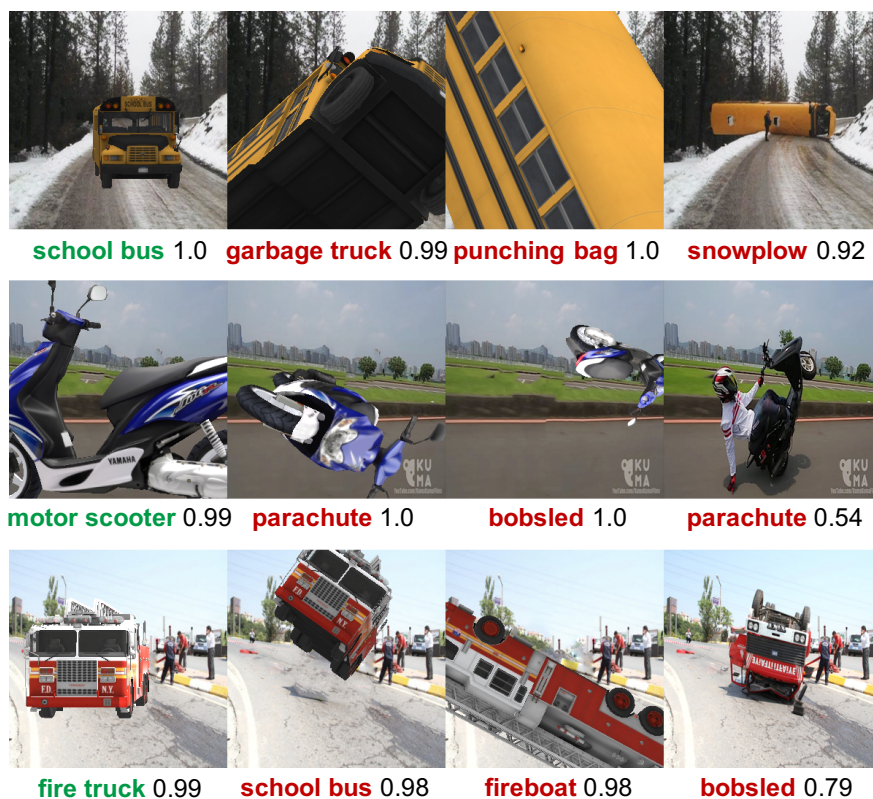 SCHOOL BUS
school bus 1.0 garbage truck 0.99 punching bag 1.0 snowplow 0.92
YAMAHA
KU
MA
KU
MA
KU
MA
motor scooter 0.99 parachute 1.0 bobsled 1.0 parachute 0.54
F.D. N.Y.
F.D. N.Y.
fire truck 0.99 school bus 0.98 fireboat 0.98 bobsled 0.79